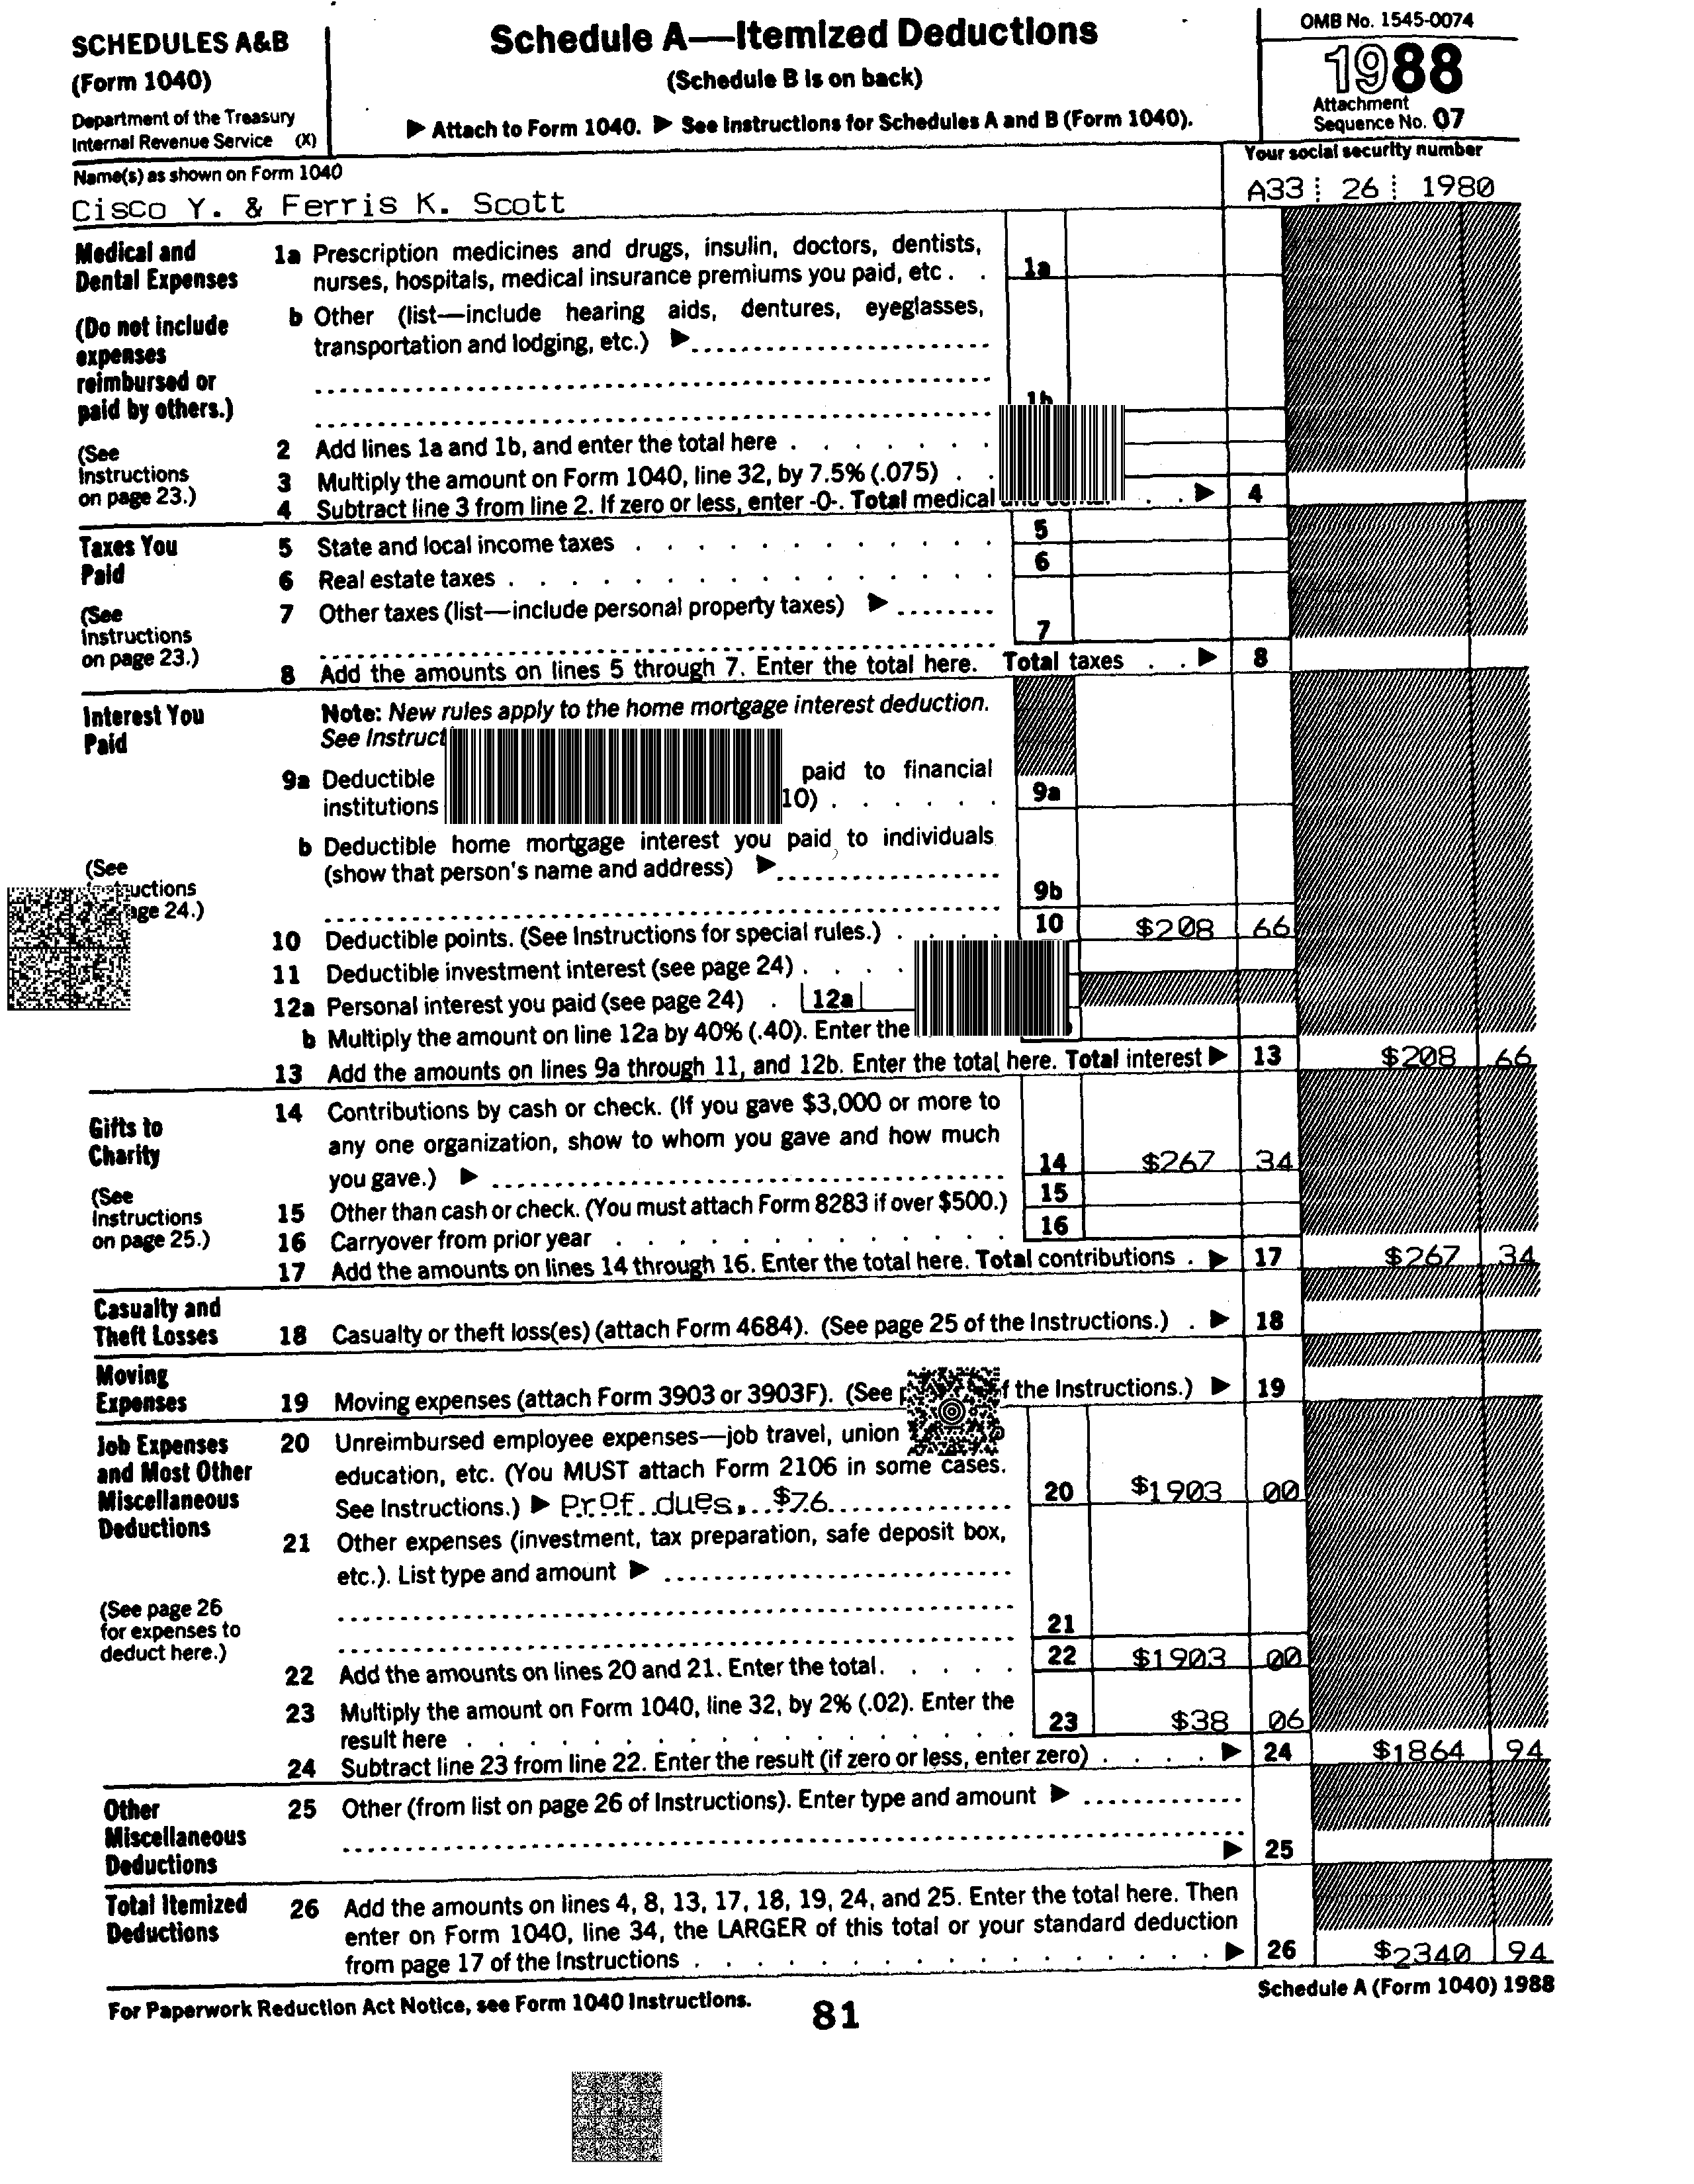 SCHEDULES A&B
(Form 1040)
Department of the Treasury
Internal Revenue Service (X)
Schedule A—Itemized Deductions
(Schedule B is on back)
▶ Attach to Form 1040. ▶ See Instructions for Schedules A and B (Form 1040).
OMB No. 1545-0074
1988
Attachment
Sequence No. 07
Name(s) as shown on Form 1040
Cisco Y. & Ferris K. Scott
Your social security number
A33 26 1980
Medical and
Dental Expenses
(Do not include
expenses
reimbursed or
paid by others.)
(See
Instructions
on page 23.)
1a Prescription medicines and drugs, insulin, doctors, dentists,
nurses, hospitals, medical insurance premiums you paid, etc . . 1a
b Other (list—include hearing aids, dentures, eyeglasses,
transportation and lodging, etc.) ▶
1b
2 Add lines 1a and 1b, and enter the total here . . . . . . .
3 Multiply the amount on Form 1040, line 32, by 7.5% (.075) . .
4 Subtract line 3 from line 2. If zero or less, enter -0-. Total medical . . ▶ 4
Taxes You
Paid
(See
Instructions
on page 23.)
5 State and local income taxes . . . . . . . . . . . . 5
6 Real estate taxes . . . . . . . . . . . . . . . . 6
7 Other taxes (list—include personal property taxes) ▶
7
8 Add the amounts on lines 5 through 7. Enter the total here. Total taxes . . ▶ 8
Interest You
Paid
(See
age 24.)
Note: New rules apply to the home mortgage interest deduction.
See
9a Deductible paid to financial
institutions 10) . . . . . . 9a
b Deductible home mortgage interest you paid to individuals
(show that person's name and address) ▶
9b
10 Deductible points. (See Instructions for special rules.) . . . . 10 $208 66
11 Deductible investment interest (see page 24) . . . .
12a Personal interest you paid (see page 24) . 12a
b Multiply the amount on line 12a by 40% (.40). Enter the
13 Add the amounts on lines 9a through 11, and 12b. Enter the total here. Total interest ▶ 13 $208 66
Gifts to
Charity
(See
Instructions
on page 25.)
14 Contributions by cash or check. (If you gave $3,000 or more to
any one organization, show to whom you gave and how much
you gave.) ▶ 14 $267 34
15 Other than cash or check. (You must attach Form 8283 if over $500.) 15
16 Carryover from prior year . . . . . . . . . . . . . 16
17 Add the amounts on lines 14 through 16. Enter the total here. Total contributions . ▶ 17 $267 34
Casualty and
Theft Losses
18 Casualty or theft loss(es) (attach Form 4684). (See page 25 of the Instructions.) . ▶ 18
Moving
Expenses
19 Moving expenses (attach Form 3903 or 3903F). (See the Instructions.) ▶ 19
Job Expenses
and Most Other
Miscellaneous
Deductions
(See page 26
for expenses to
deduct here.)
20 Unreimbursed employee expenses—job travel, union
education, etc. (You MUST attach Form 2106 in some cases.
See Instructions.) ▶ Prof dues, $76 20 $1903 00
21 Other expenses (investment, tax preparation, safe deposit box,
etc.). List type and amount ▶
21
22 Add the amounts on lines 20 and 21. Enter the total. . . . . 22 $1903 00
23 Multiply the amount on Form 1040, line 32, by 2% (.02). Enter the
result here . . . . . . . . . . . . . . . . . 23 $38 06
24 Subtract line 23 from line 22. Enter the result (if zero or less, enter zero) . . . . ▶ 24 $1864 94
Other
Miscellaneous
Deductions
25 Other (from list on page 26 of Instructions). Enter type and amount ▶
▶ 25
Total Itemized
Deductions
26 Add the amounts on lines 4, 8, 13, 17, 18, 19, 24, and 25. Enter the total here. Then
enter on Form 1040, line 34, the LARGER of this total or your standard deduction
from page 17 of the Instructions . . . . . . . . . . . . . . . . ▶ 26 $2340 94
For Paperwork Reduction Act Notice, see Form 1040 Instructions.
Schedule A (Form 1040) 1988
81